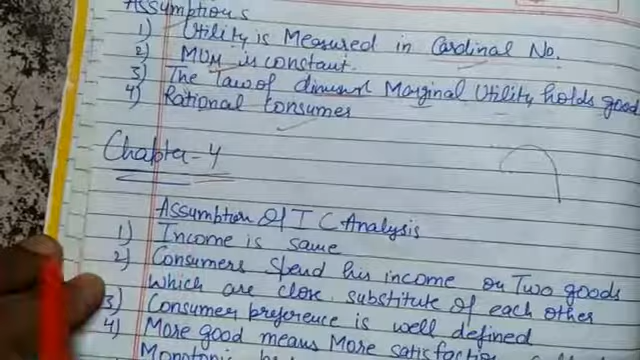 Assumptions
1) Utility is Measured in Cardinal No.
2) MUM is constant.
3) The law of diminish Marginal Utility holds good
4) Rational Consumer
Chapter-4
Assumption Of I C Analysis
1) Income is same
2) Consumers Spend his income on Two goods
Which are close substitute of each other
3) Consumer preference is well defined
4) More good means More satisfaction
Monotonic